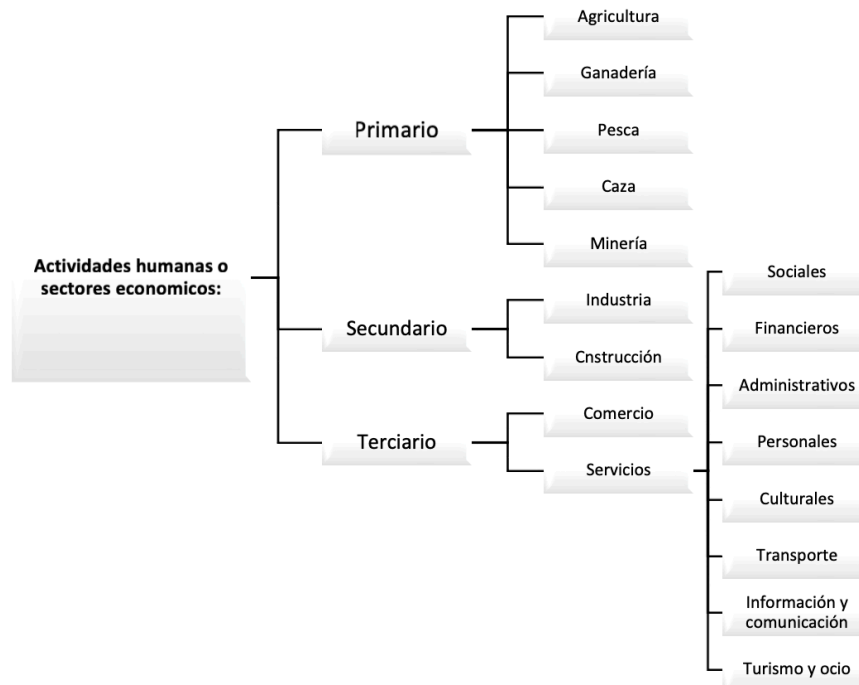 Actividades humanas o
sectores economicos:
Primario
Agricultura
Ganadería
Pesca
Caza
Minería
Secundario
Industria
Cnstrucción
Terciario
Comercio
Servicios
Sociales
Financieros
Administrativos
Personales
Culturales
Transporte
Información y
comunicación
Turismo y ocio